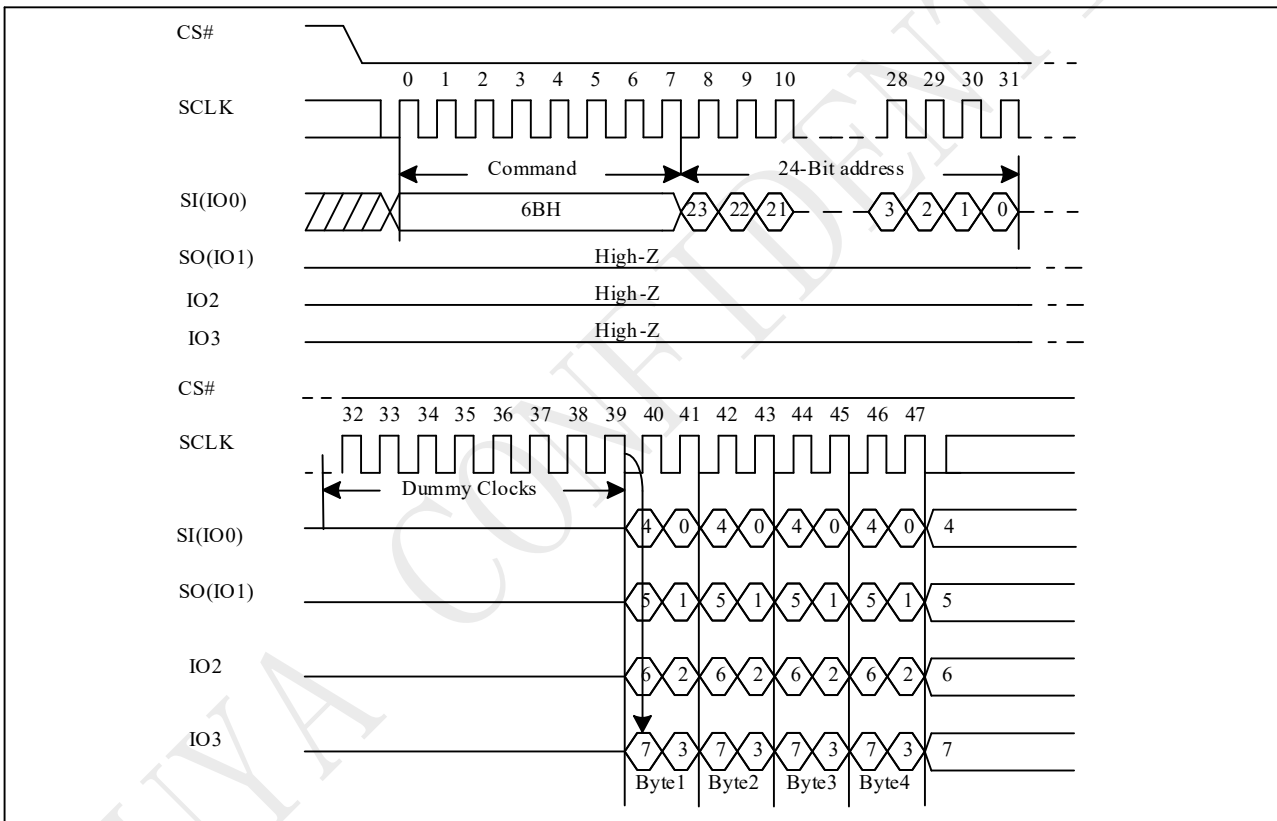 CS#
0 1 2 3 4 5 6 7 8 9 10 28 29 30 31
SCLK
Command 24-Bit address
SI(IO0) 6BH 23 22 21 3 2 1 0
SO(IO1) High-Z
IO2 High-Z
IO3 High-Z
CS#
32 33 34 35 36 37 38 39 40 41 42 43 44 45 46 47
SCLK
Dummy Clocks
SI(IO0) 4 0 4 0 4 0 4 0 4
SO(IO1) 5 1 5 1 5 1 5 1 5
IO2 6 2 6 2 6 2 6 2 6
IO3 7 3 7 3 7 3 7 3 7
Byte1 Byte2 Byte3 Byte4